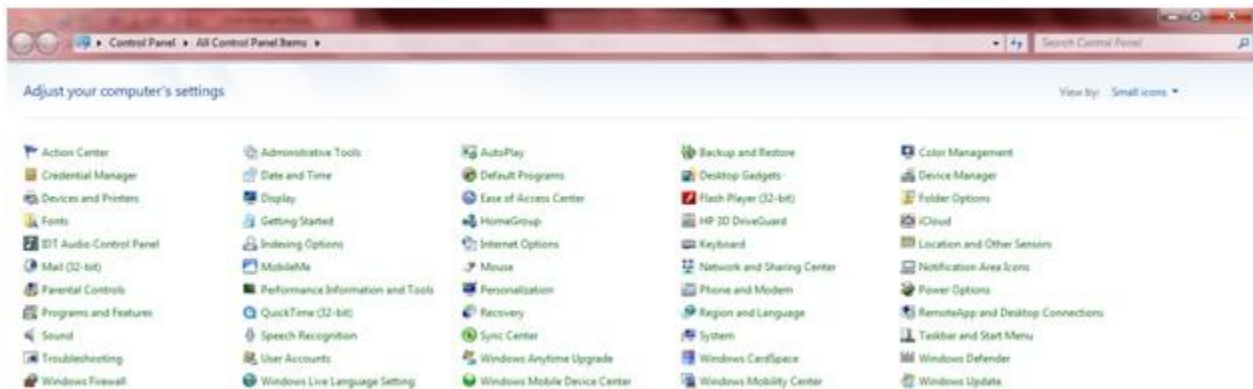 Control Panel All Control Panel Items Search Control Panel
Adjust your computer's settings View by: Small icons
Action Center Administrative Tools AutoPlay Backup and Restore Color Management
Credential Manager Date and Time Default Programs Desktop Gadgets Device Manager
Devices and Printers Display Ease of Access Center Flash Player (32-bit) Folder Options
Fonts Getting Started HomeGroup HP 3D DriveGuard iCloud
IDT Audio Control Panel Indexing Options Internet Options Keyboard Location and Other Sensors
Mail (32-bit) MobileMe Mouse Network and Sharing Center Notification Area Icons
Parental Controls Performance Information and Tools Personalization Phone and Modem Power Options
Programs and Features QuickTime (32-bit) Recovery Region and Language RemoteApp and Desktop Connections
Sound Speech Recognition Sync Center System Taskbar and Start Menu
Troubleshooting User Accounts Windows Anytime Upgrade Windows CardSpace Windows Defender
Windows Firewall Windows Live Language Setting Windows Mobile Device Center Windows Mobility Center Windows Update